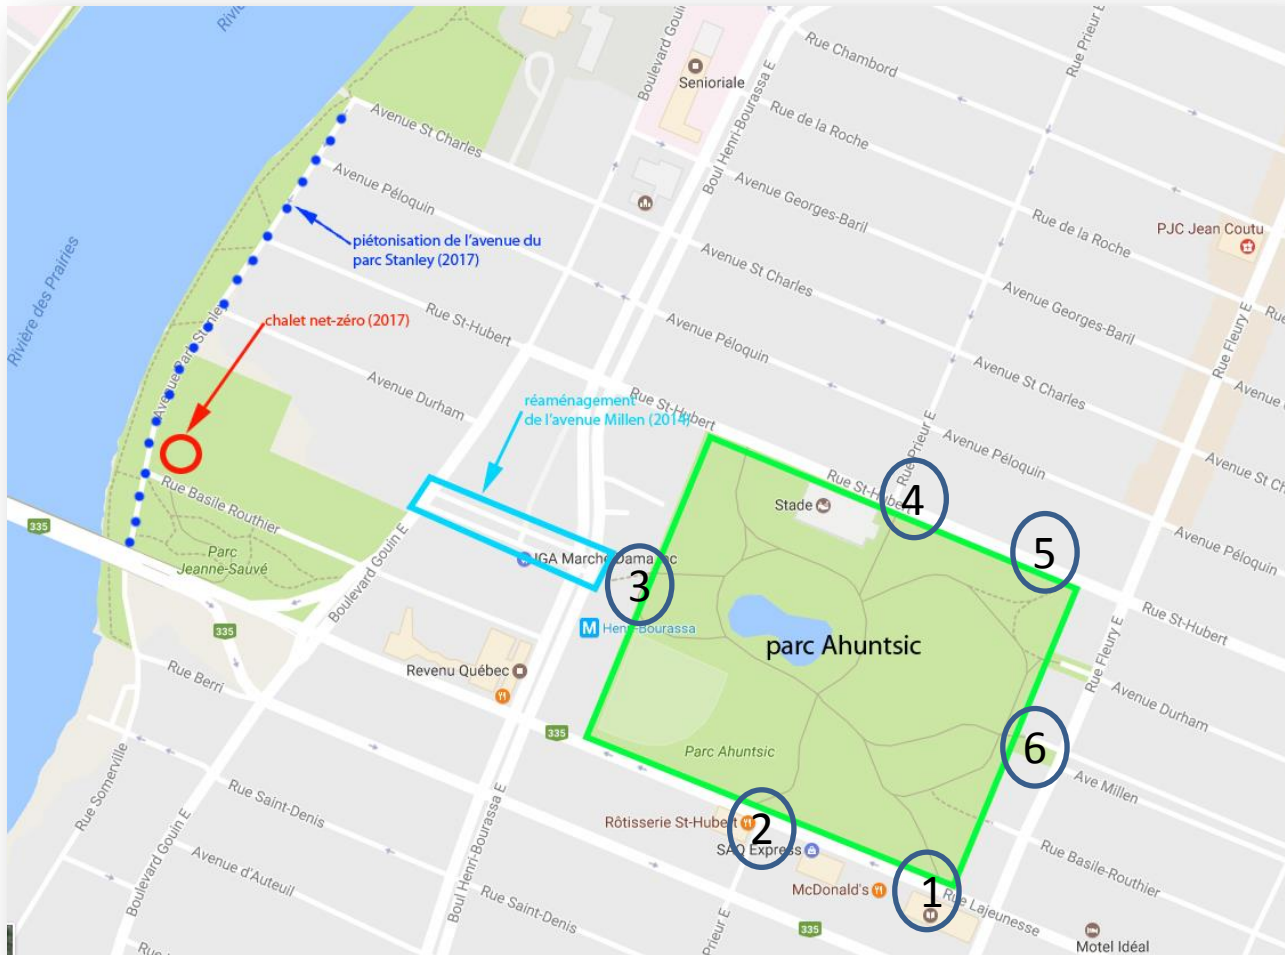 Boulevard Gouin E
Senioriale
Rue Chambord
Rue Prieur E
Boul Henri-Bourassa E
Avenue St Charles
Rue de la Roche
Avenue Péloquin
Avenue Georges-Baril
Rue de la Roche
PJC Jean Coutu
piétonisation de l'avenue du
parc Stanley (2017)
Rivière des Prairies
Avenue St Charles
Avenue Georges-Baril
chalet net-zéro (2017)
Rue St-Hubert
Avenue Péloquin
Rue Fleury E
Avenue St Charles
Avenue Durham
réaménagement
de l'avenue Millen (2014)
Rue St-Hubert
Rue Prieur E
Avenue Péloquin
Rue St-Hubert
Stade
4
Rue Basile Routhier
335
Parc
Jeanne-Sauvé
Boulevard Gouin E
IGA Marché Dama
3
5
Avenue Péloquin
M Henri-Bourassa
Rue St-Hubert
335
parc Ahuntsic
Rue Fleury E
Revenu Québec
Rue Berri
Avenue Durham
335
Parc Ahuntsic
6
Ave Millen
Rue Somerville
Rue Saint-Denis
Boulevard Gouin E
Boul Henri-Bourassa E
Rôtisserie St-Hubert
2
SAQ Express
Rue Basile-Routhier
Avenue d'Auteuil
McDonald's
1
Rue Lajeunesse
Rue Saint-Denis
Prieur E
335
Motel Idéal